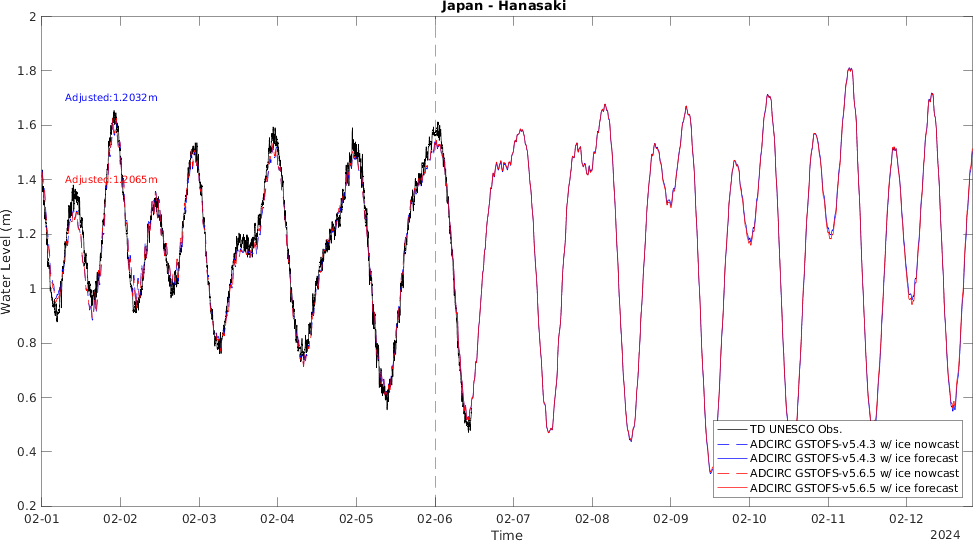 Japan - Hanasaki
2
1.8
1.6
1.4
1.2
1
0.8
0.6
0.4
0.2
Water Level (m)
Adjusted:1.2032m
Adjusted:1.2065m
TD UNESCO Obs.
ADCIRC GSTOFS-v5.4.3 w/ ice nowcast
ADCIRC GSTOFS-v5.4.3 w/ ice forecast
ADCIRC GSTOFS-v5.6.5 w/ ice nowcast
ADCIRC GSTOFS-v5.6.5 w/ ice forecast
02-01 02-02 02-03 02-04 02-05 02-06 02-07 02-08 02-09 02-10 02-11 02-12
Time
2024